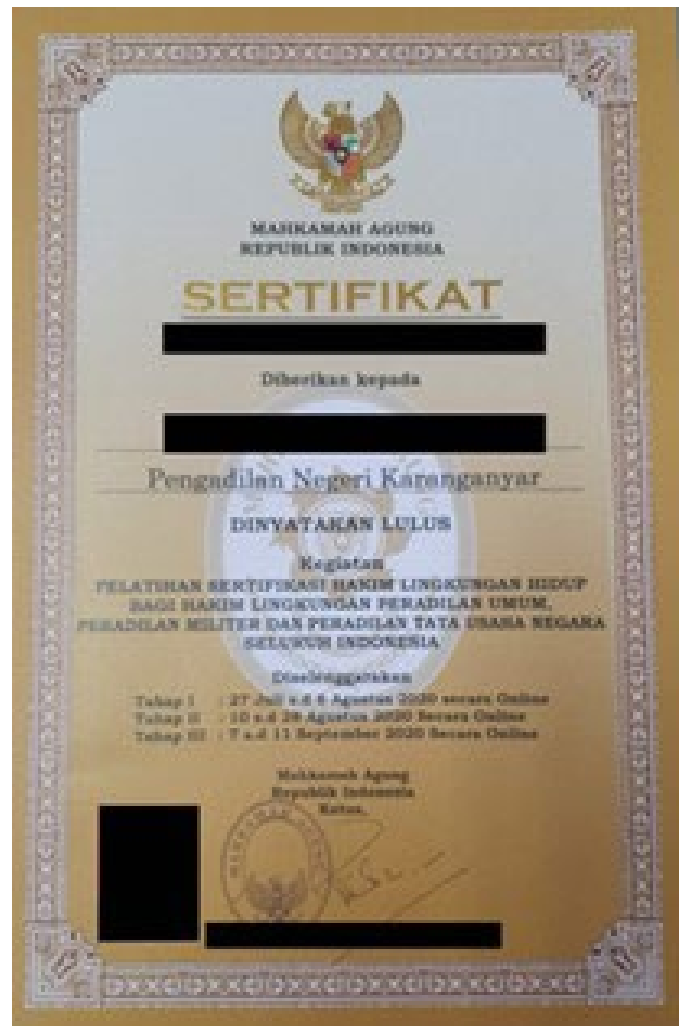 MAHKAMAH AGUNG
REPUBLIK INDONESIA
SERTIFIKAT
Diberikan kepada
Pengadilan Negeri Karanganyar
DINYATAKAN LULUS
Kegiatan
PELATIHAN SERTIFIKASI HAKIM LINGKUNGAN HIDUP
BAGI HAKIM LINGKUNGAN PERADILAN UMUM,
PERADILAN MILITER DAN PERADILAN TATA USAHA NEGARA
SELURUH INDONESIA
Diselenggarakan
Tahap I : 27 Juli s.d 6 Agustus 2020 secara Online
Tahap II : 10 s.d 28 Agustus 2020 Secara Online
Tahap III : 7 s.d 11 September 2020 Secara Online
Mahkamah Agung
Republik Indonesia
Ketua,
MAHKAMAH AGUNG